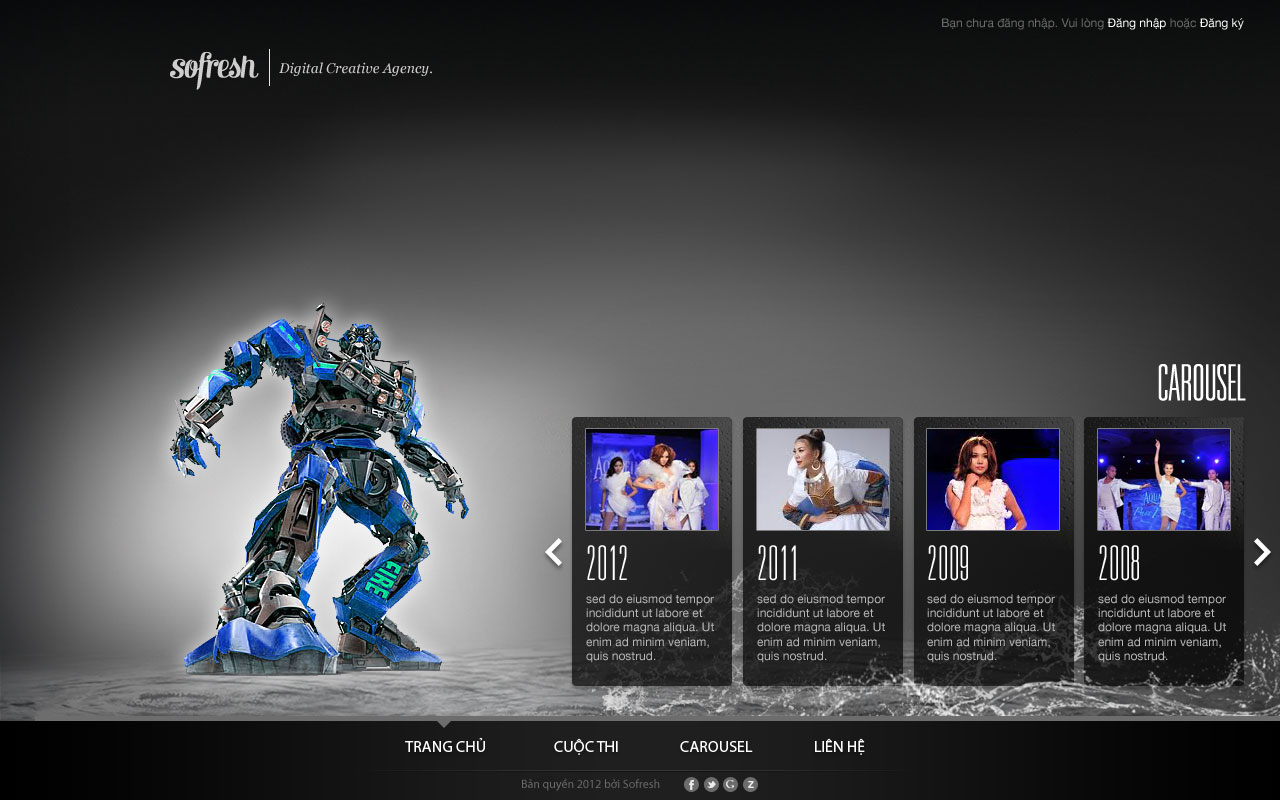 Bạn chưa đăng nhập. Vui lòng Đăng nhập hoặc Đăng ký
sofresh
Digital Creative Agency.
CAROUSEL
FIRE
2012
sed do eiusmod tempor
incididunt ut labore et
dolore magna aliqua. Ut
enim ad minim veniam,
quis nostrud.
2011
sed do eiusmod tempor
incididunt ut labore et
dolore magna aliqua. Ut
enim ad minim veniam,
quis nostrud.
2009
sed do eiusmod tempor
incididunt ut labore et
dolore magna aliqua. Ut
enim ad minim veniam,
quis nostrud.
2008
sed do eiusmod tempor
incididunt ut labore et
dolore magna aliqua. Ut
enim ad minim veniam,
quis nostrud.
TRANG CHỦ
CUỘC THI
CAROUSEL
LIÊN HỆ
Bản quyền 2012 bởi Sofresh